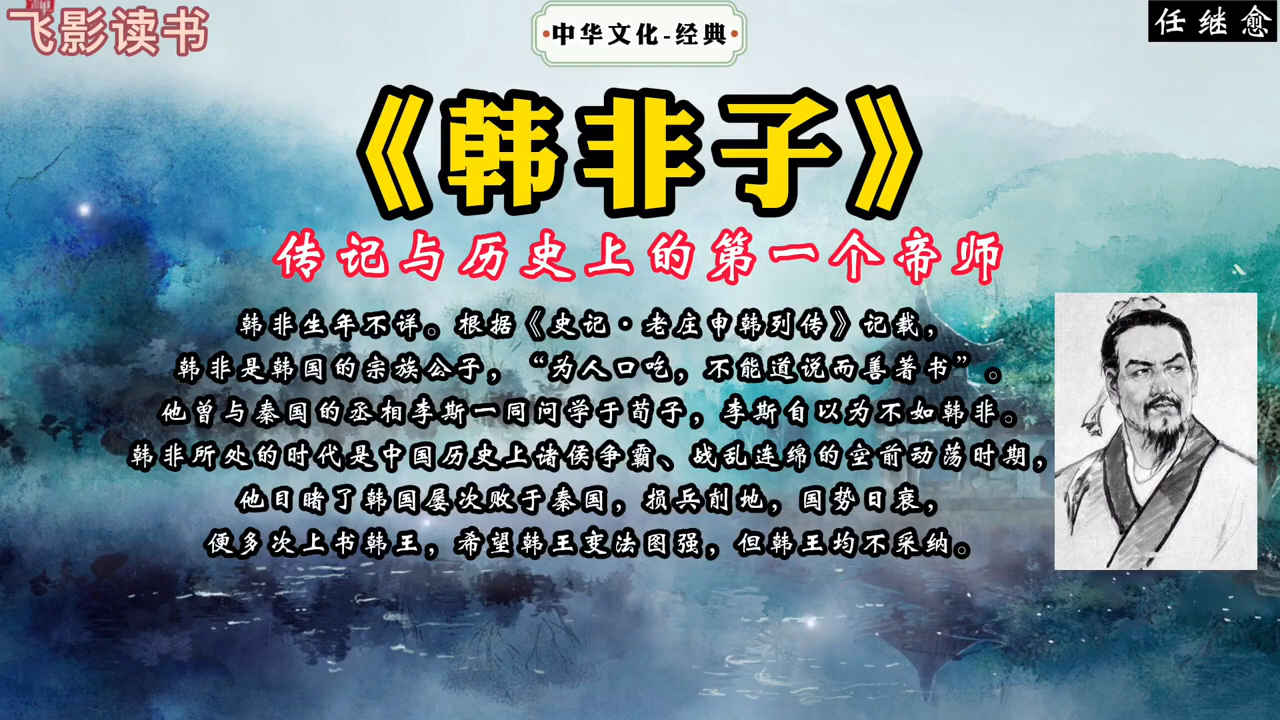 飞影读书
中华文化-经典
任继愈
《韩非子》
传记与历史上的第一个帝师
韩非生年不详。根据《史记·老庄申韩列传》记载，
韩非是韩国的宗族公子，“为人口吃，不能道说而善著书”。
他曾与秦国的丞相李斯一同问学于荀子，李斯自以为不如韩非。
韩非所处的时代是中国历史上诸侯争霸、战乱连绵的空前动荡时期，
他目睹了韩国屡次败于秦国，损兵削地，国势日衰，
便多次上书韩王，希望韩王变法图强，但韩王均不采纳。